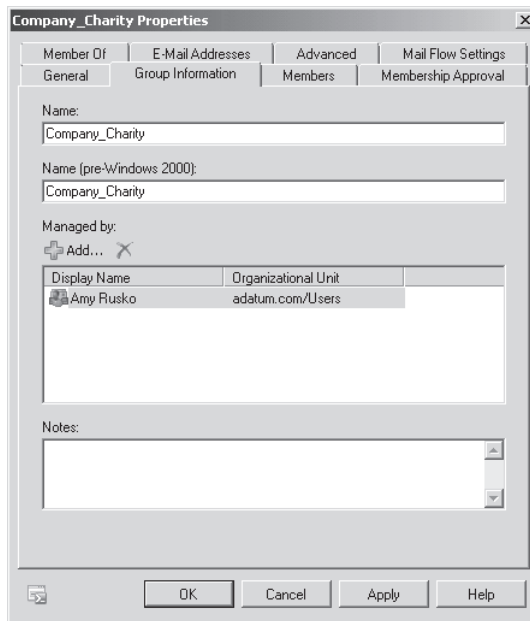 Company_Charity Properties
Member Of E-Mail Addresses Advanced Mail Flow Settings
General Group Information Members Membership Approval
Name:
Company_Charity
Name (pre-Windows 2000):
Company_Charity
Managed by:
Add...
Display Name Organizational Unit
Amy Rusko adatum.com/Users
Notes:
OK Cancel Apply Help